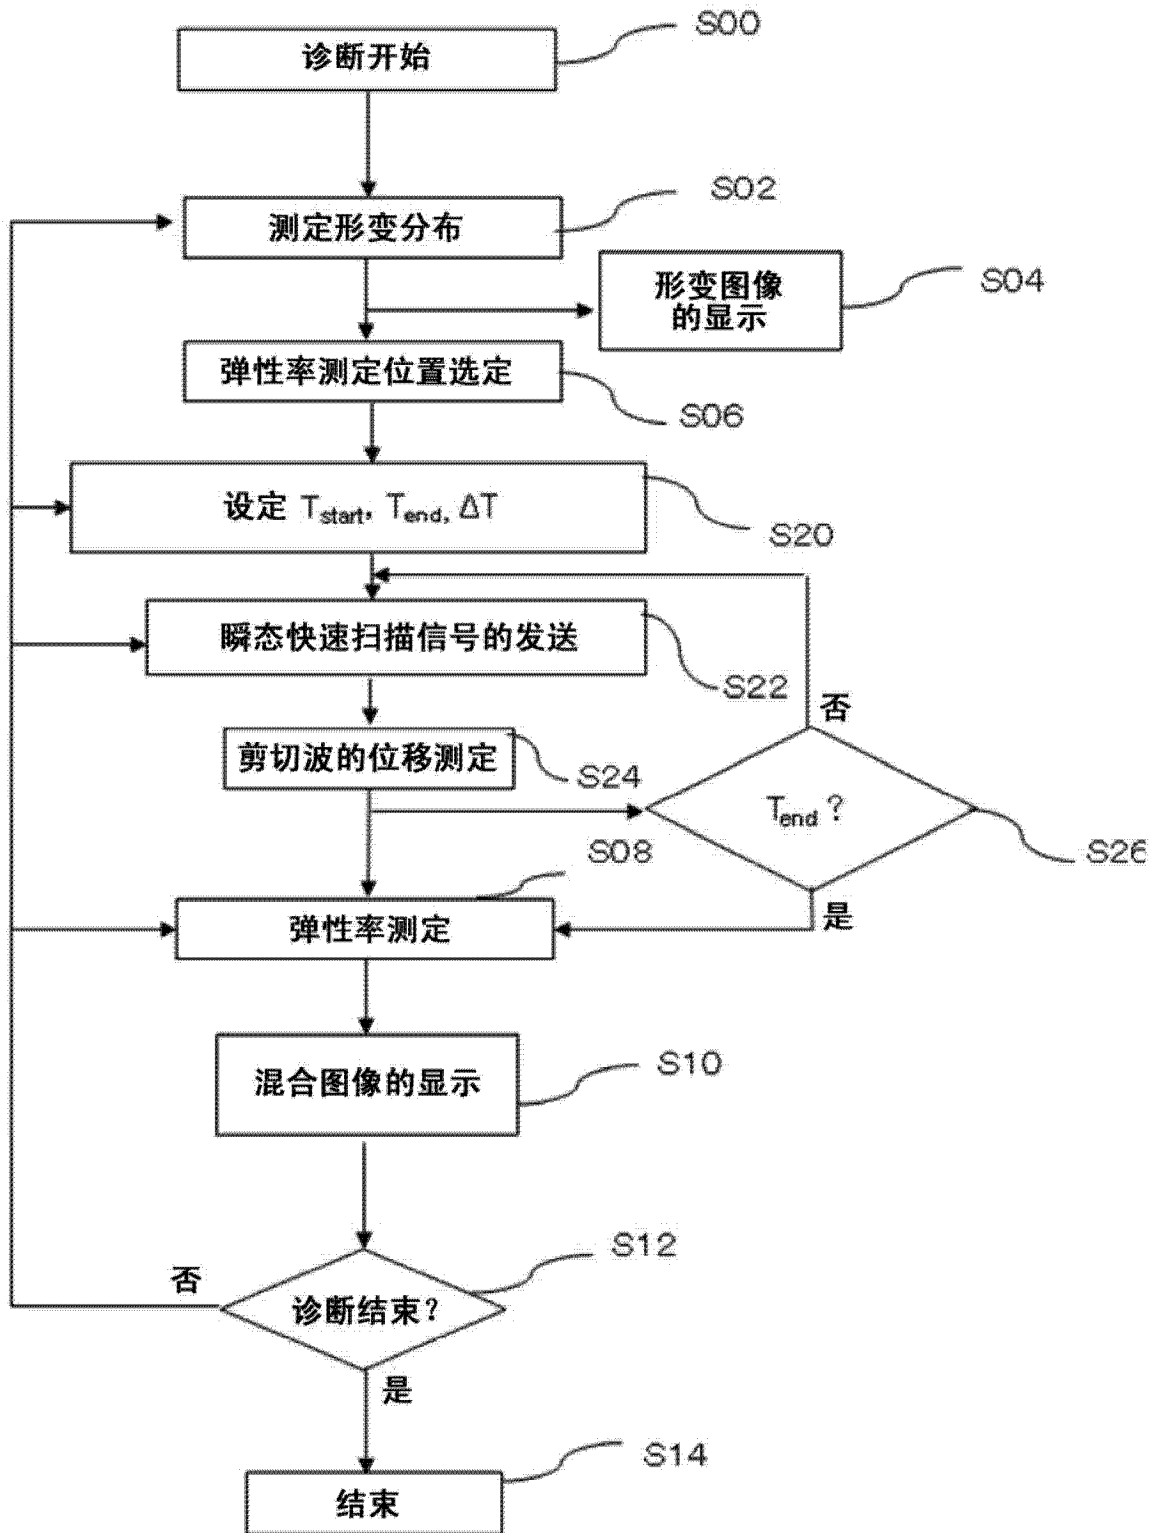 S00
诊断开始
S02
测定形变分布
S04
形变图像
的显示
弹性率测定位置选定
S06
设定 Tstart, Tend, ΔT
S20
瞬态快速扫描信号的发送
S22
否
剪切波的位移测定
S24
Tend ?
S26
S08
是
弹性率测定
S10
混合图像的显示
S12
否
诊断结束?
是
S14
结束